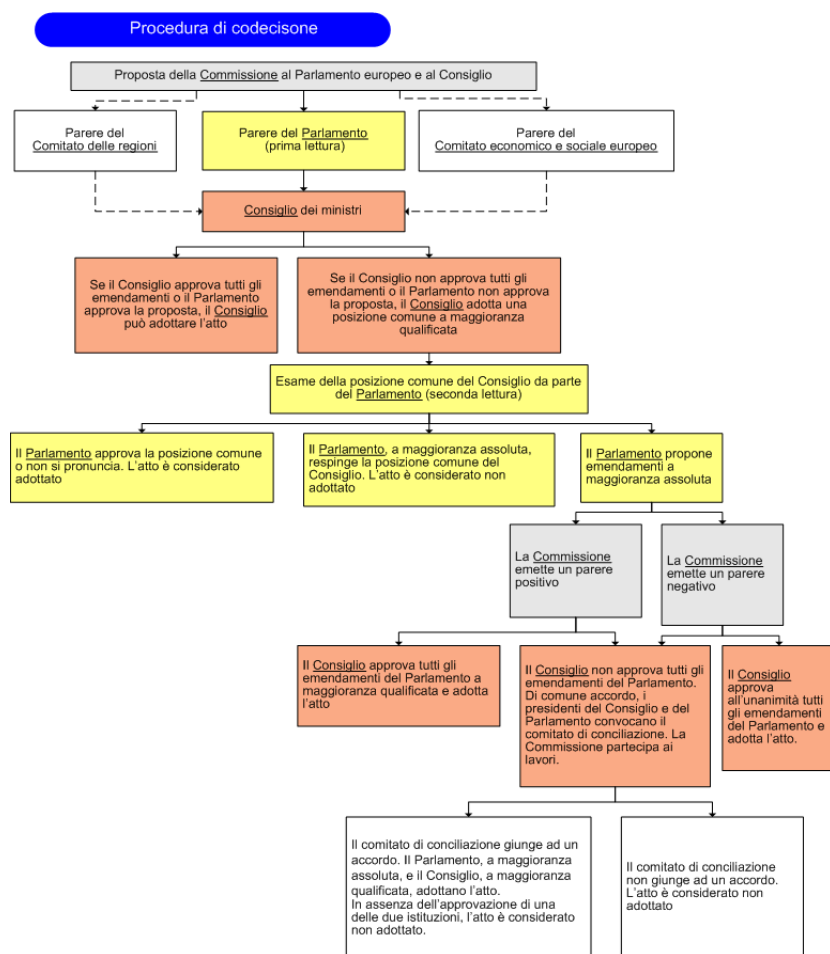 Procedura di codecisone
Proposta della Commissione al Parlamento europeo e al Consiglio
Parere del
Comitato delle regioni
Parere del Parlamento
(prima lettura)
Parere del
Comitato economico e sociale europeo
Consiglio dei ministri
Se il Consiglio approva tutti gli
emendamenti o il Parlamento
approva la proposta, il Consiglio
può adottare l'atto
Se il Consiglio non approva tutti gli
emendamenti o il Parlamento non approva
la proposta, il Consiglio adotta una
posizione comune a maggioranza
qualificata
Esame della posizione comune del Consiglio da parte
del Parlamento (seconda lettura)
Il Parlamento approva la posizione comune
o non si pronuncia. L'atto è considerato
adottato
Il Parlamento, a maggioranza assoluta,
respinge la posizione comune del
Consiglio. L'atto è considerato non
adottato
Il Parlamento propone
emendamenti a
maggioranza assoluta
La Commissione
emette un parere
positivo
La Commissione
emette un parere
negativo
Il Consiglio approva tutti gli
emendamenti del Parlamento a
maggioranza qualificata e adotta
l'atto
Il Consiglio non approva tutti gli
emendamenti del Parlamento.
Di comune accordo, i
presidenti del Consiglio e del
Parlamento convocano il
comitato di conciliazione. La
Commissione partecipa ai
lavori.
Il Consiglio
approva
all'unanimità tutti
gli emendamenti
del Parlamento e
adotta l'atto.
Il comitato di conciliazione giunge ad un
accordo. Il Parlamento, a maggioranza
assoluta, e il Consiglio, a maggioranza
qualificata, adottano l'atto.
In assenza dell'approvazione di una
delle due istituzioni, l'atto è considerato
non adottato.
Il comitato di conciliazione
non giunge ad un accordo.
L'atto è considerato non
adottato